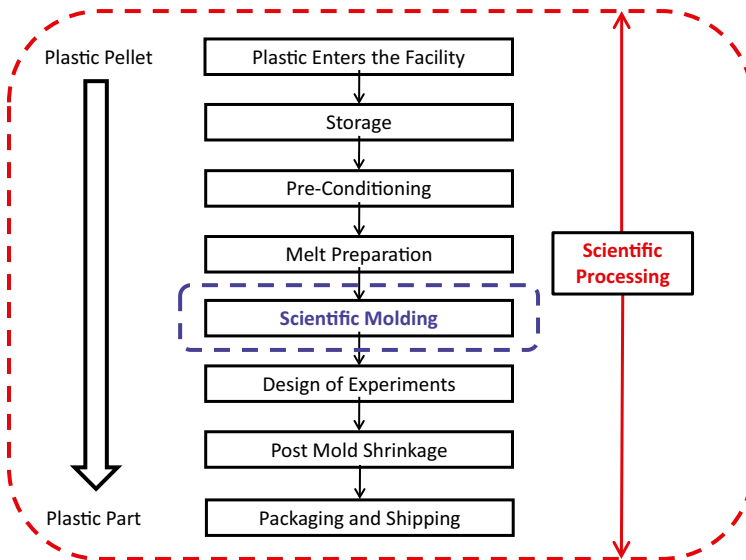 Plastic Pellet
Plastic Enters the Facility
Storage
Pre-Conditioning
Melt Preparation
Scientific
Processing
Scientific Molding
Design of Experiments
Post Mold Shrinkage
Plastic Part
Packaging and Shipping